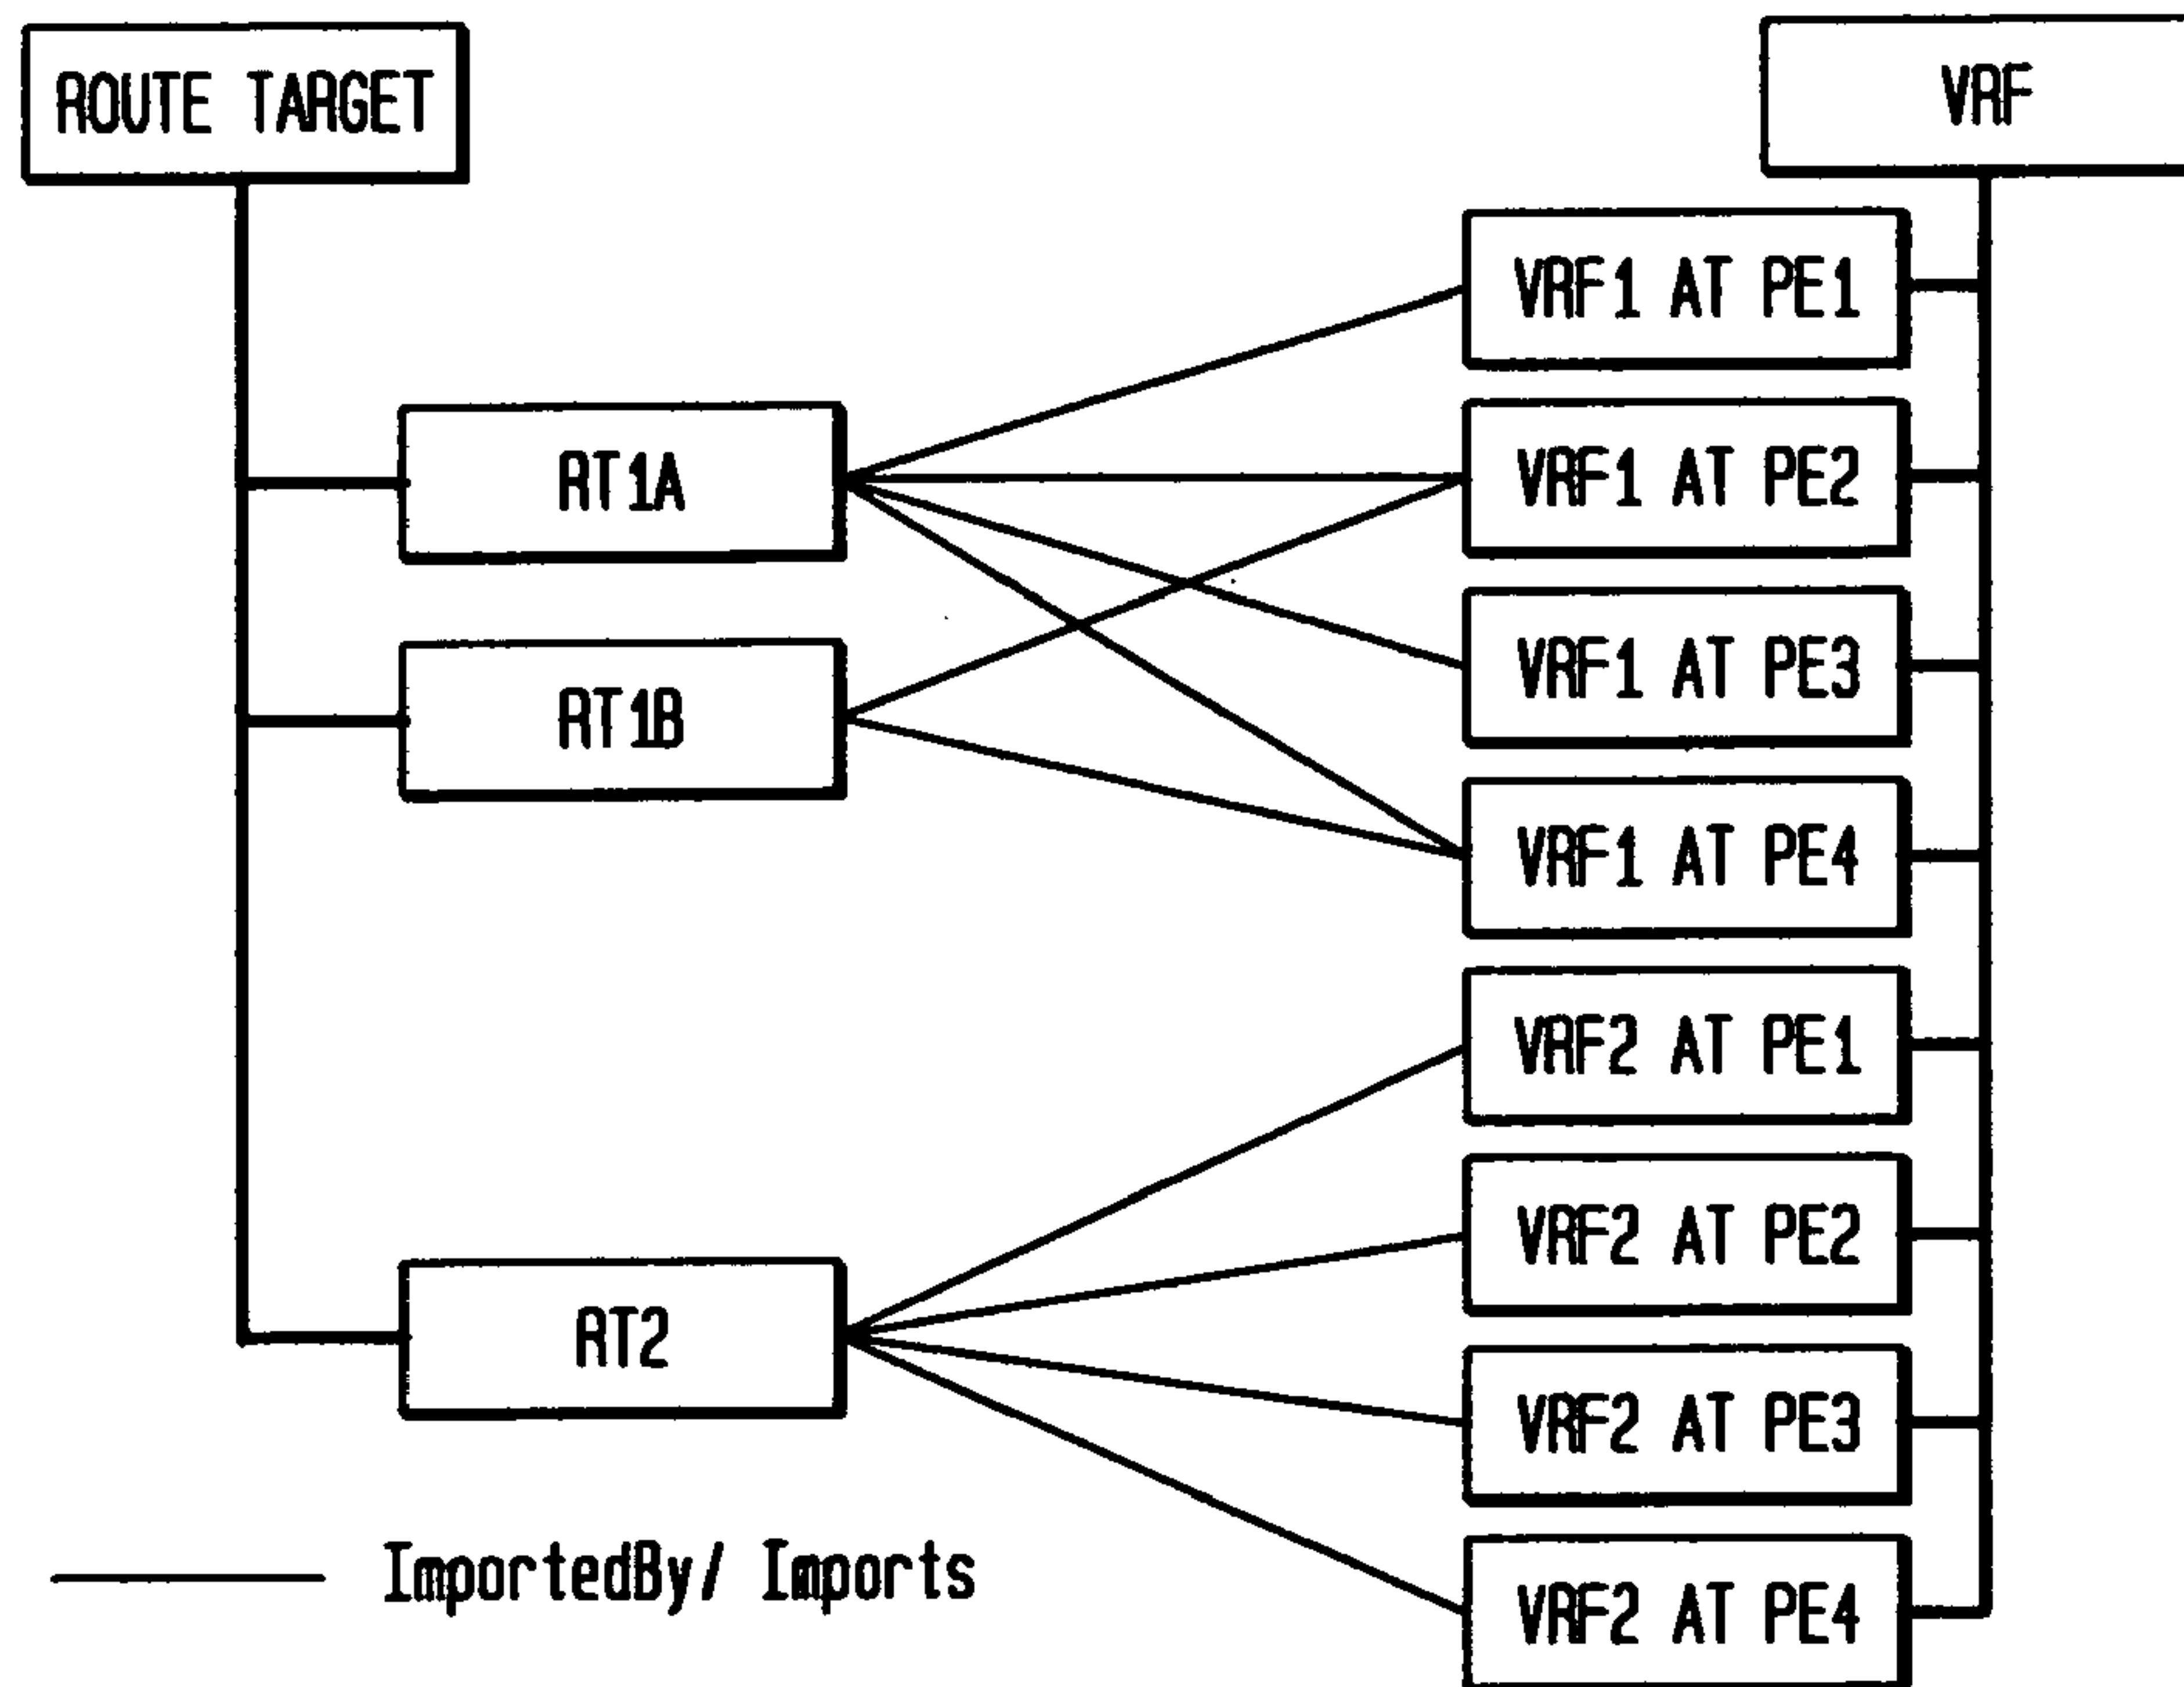 ROUTE TARGET
VRF
VRF1 AT PE1
RT1A
VRF1 AT PE2
VRF1 AT PE3
RT1B
VRF1 AT PE4
VRF2 AT PE1
VRF2 AT PE2
RT2
VRF2 AT PE3
ImportedBy/ Imports
VRF2 AT PE4